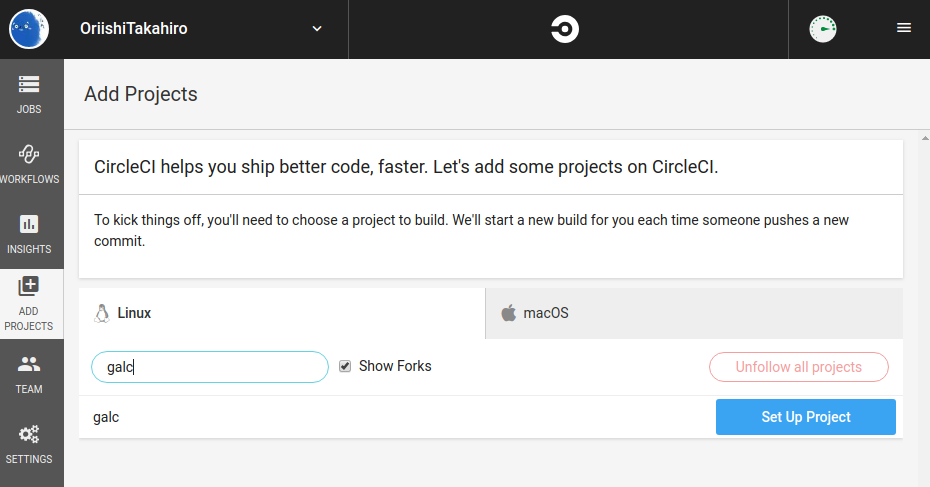 OriishiTakahiro
JOBS
WORKFLOWS
INSIGHTS
ADD
PROJECTS
TEAM
SETTINGS
Add Projects
CircleCI helps you ship better code, faster. Let's add some projects on CircleCI.
To kick things off, you'll need to choose a project to build. We'll start a new build for you each time someone pushes a new
commit.
Linux
macOS
galc
Show Forks
Unfollow all projects
galc
Set Up Project